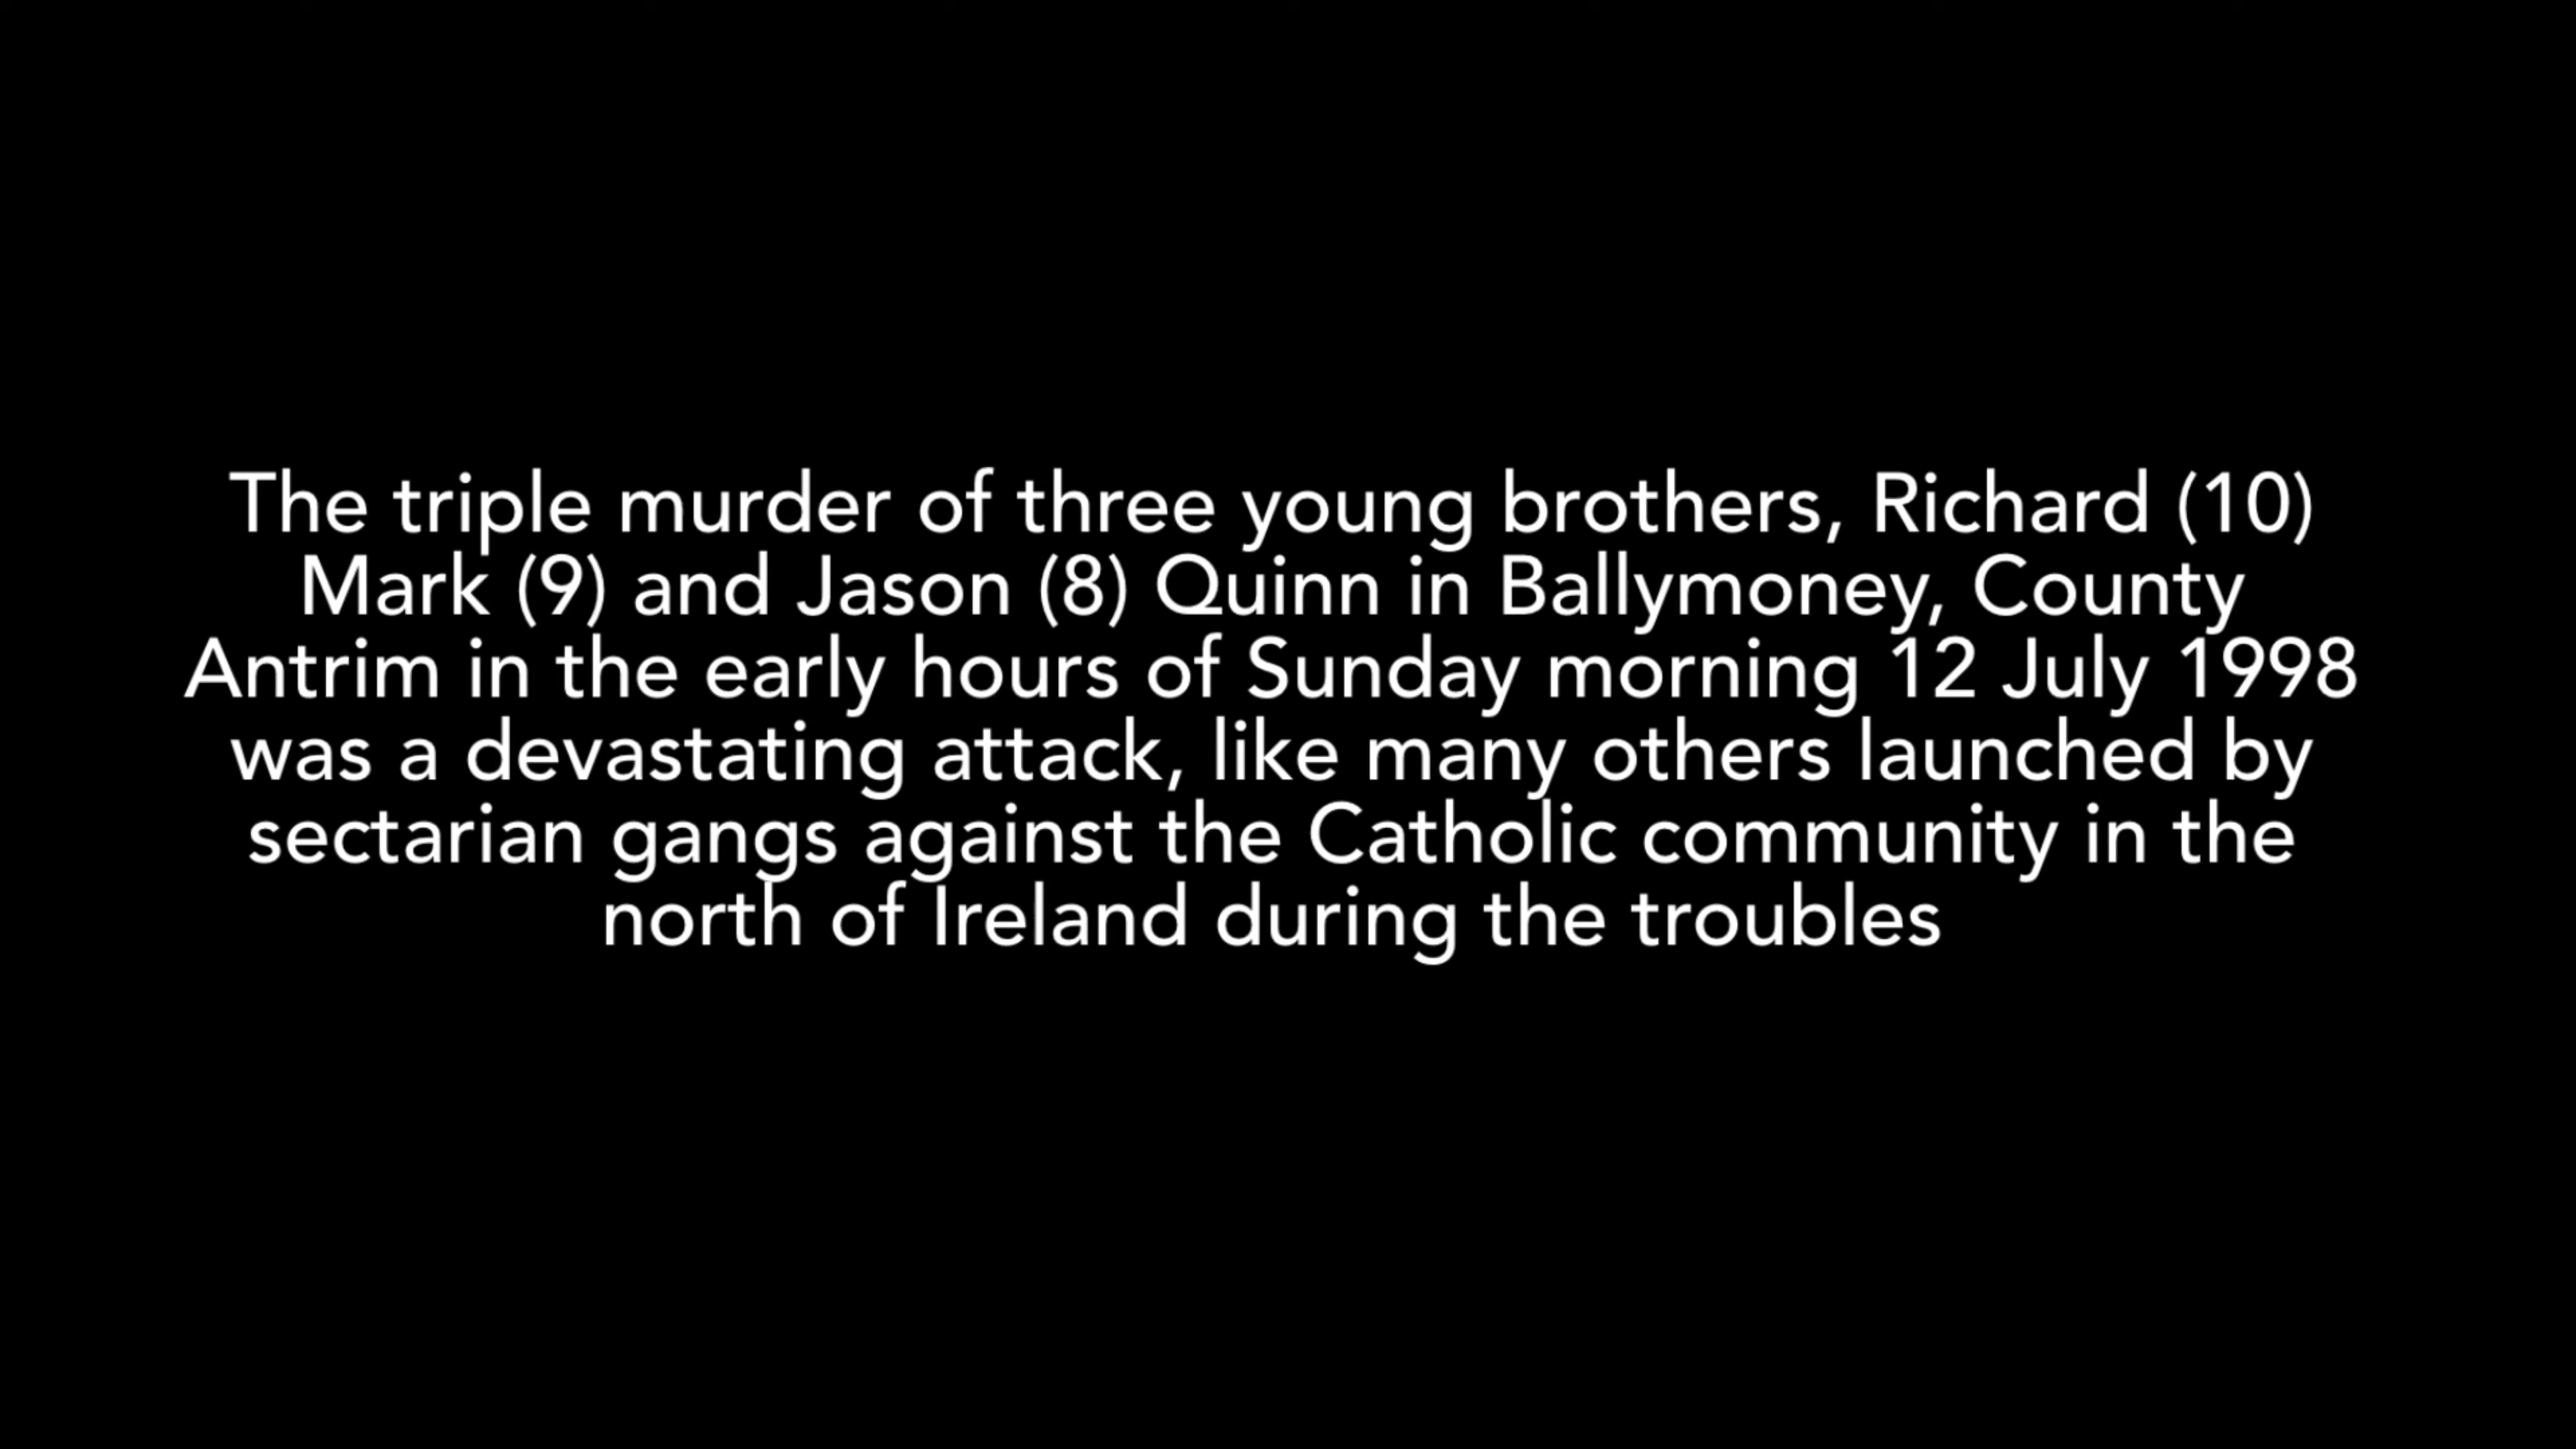 The triple murder of three young brothers, Richard (10)
Mark (9) and Jason (8) Quinn in Ballymoney, County
Antrim in the early hours of Sunday morning 12 July 1998
was a devastating attack, like many others launched by
sectarian gangs against the Catholic community in the
north of Ireland during the troubles